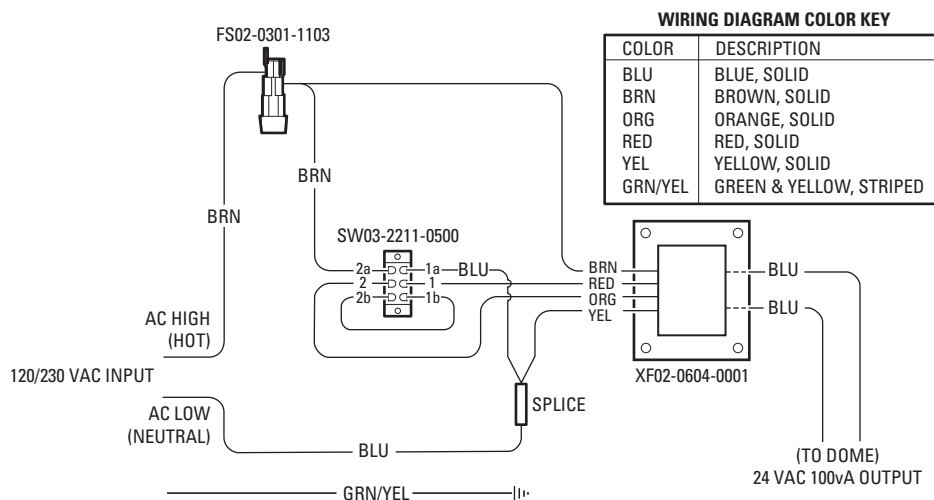 WIRING DIAGRAM COLOR KEY
COLOR DESCRIPTION
BLU BLUE, SOLID
BRN BROWN, SOLID
ORG ORANGE, SOLID
RED RED, SOLID
YEL YELLOW, SOLID
GRN/YEL GREEN & YELLOW, STRIPED
FS02-0301-1103
BRN
BRN
SW03-2211-0500
2a 1a BLU
2 1
2b 1b
BRN
RED
ORG
YEL
BLU
BLU
XF02-0604-0001
AC HIGH
(HOT)
120/230 VAC INPUT
AC LOW
(NEUTRAL)
SPLICE
BLU
GRN/YEL
(TO DOME)
24 VAC 100vA OUTPUT